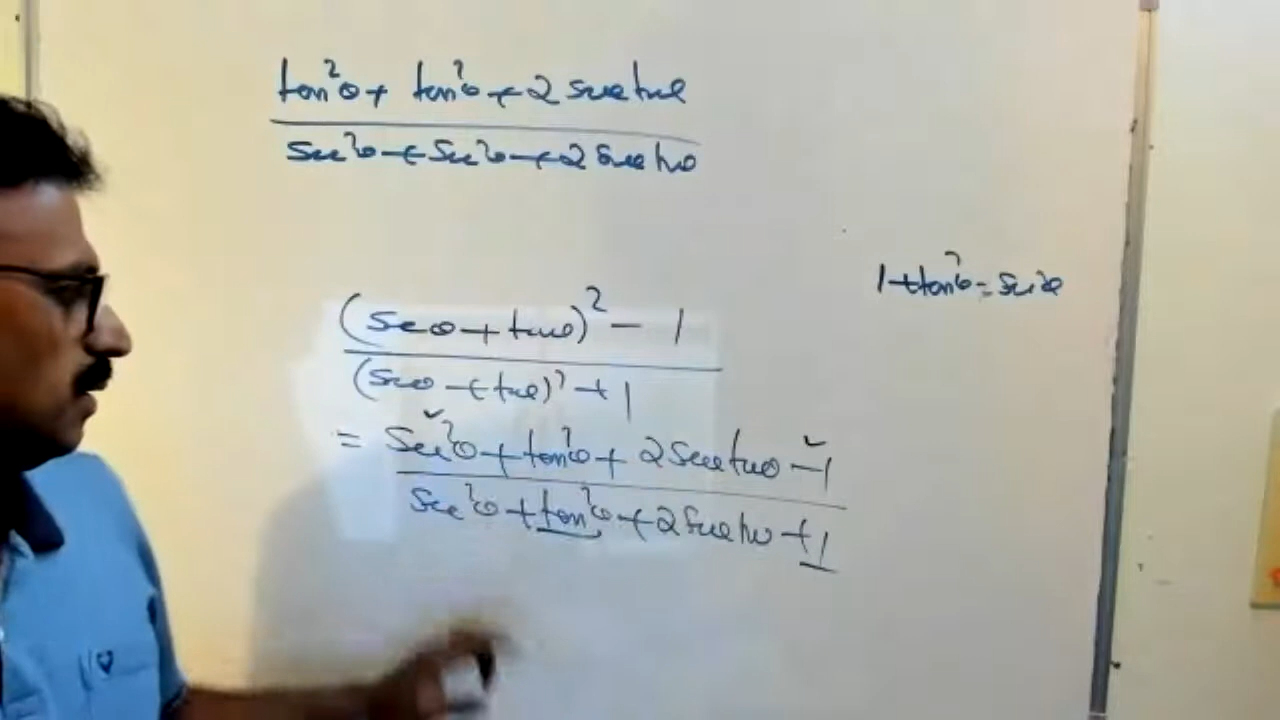 tan²θ + tan²θ + 2 secθ tanθ
sec²θ + sec²θ + 2 secθ tanθ
1 + tan²θ = sec²θ
(secθ + tanθ)² - 1
(secθ + tanθ)² + 1
= sec²θ + tan²θ + 2 secθ tanθ - 1
sec²θ + tan²θ + 2 secθ tanθ + 1